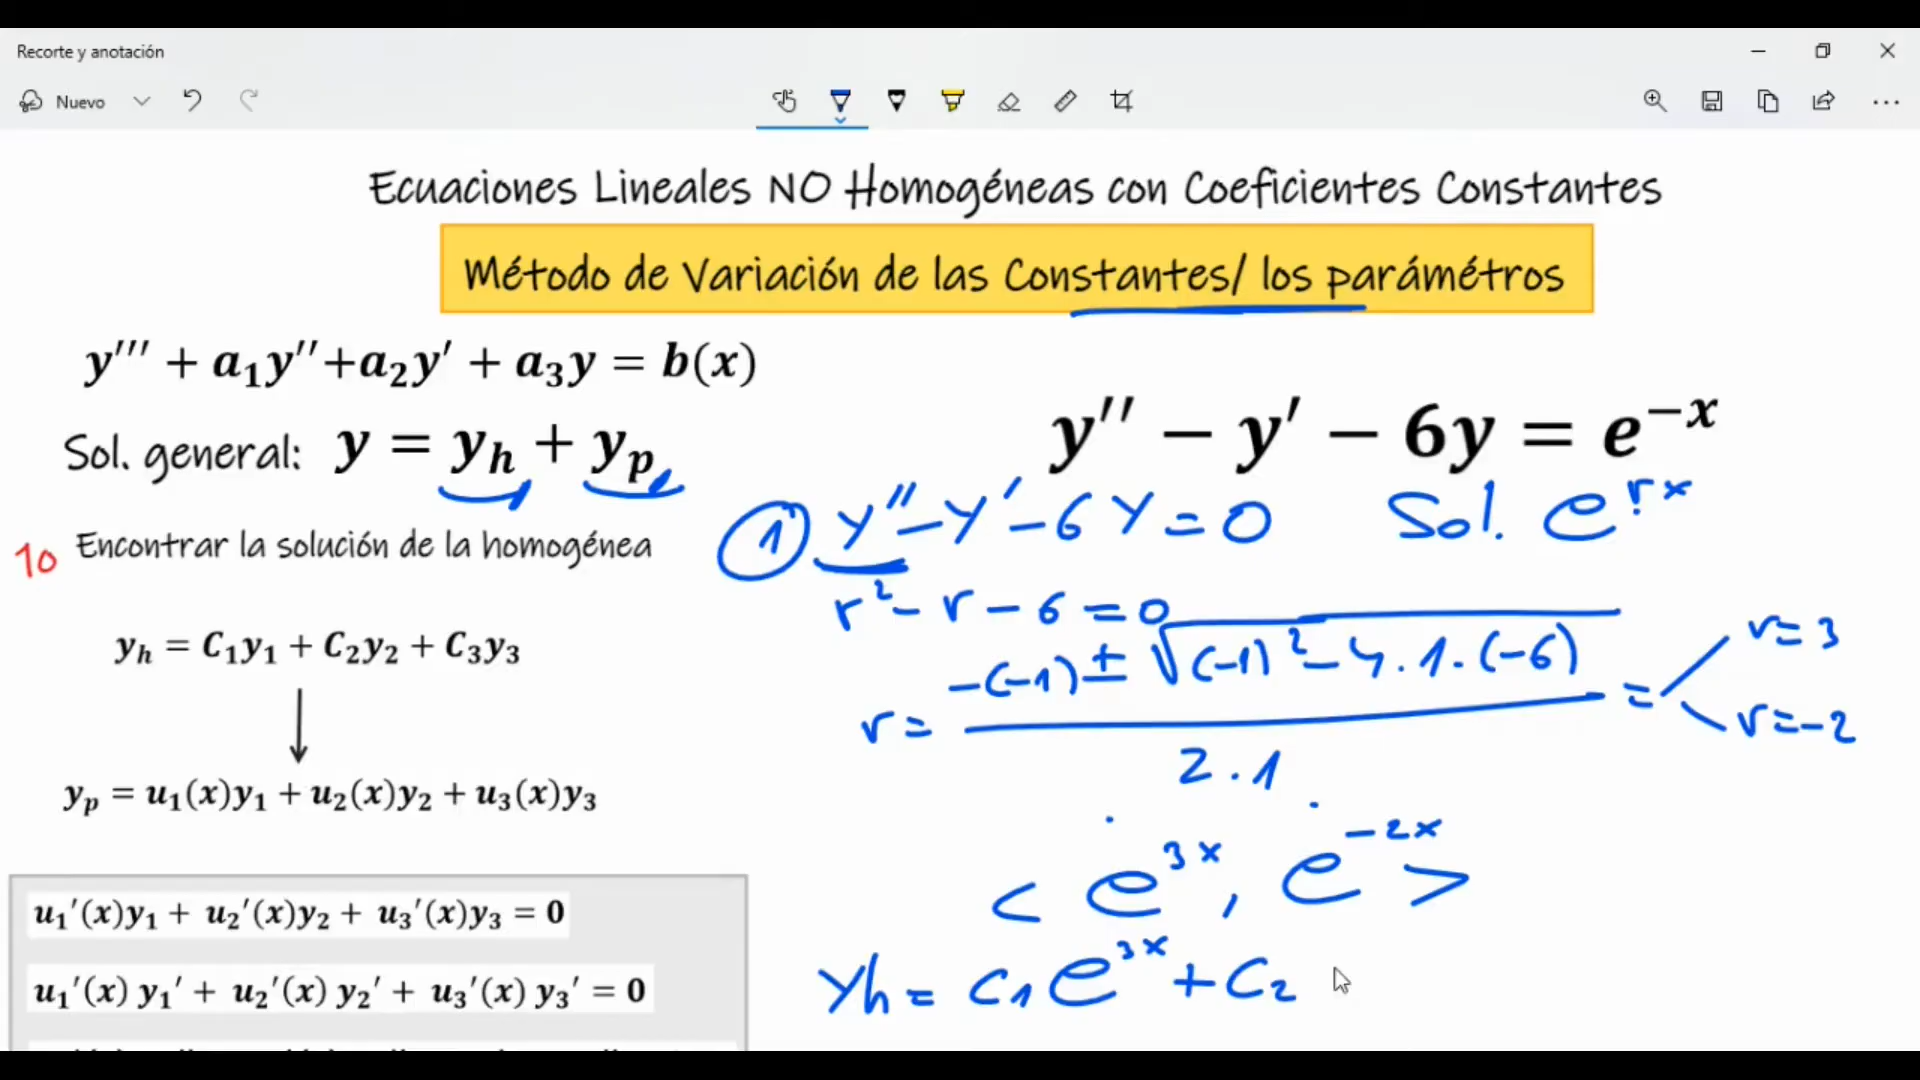 Recorte y anotación
Nuevo
Ecuaciones Lineales NO Homogéneas con Coeficientes Constantes
Método de Variación de las Constantes/ los parámétros
y''' + a₁y''+a₂y' + a₃y = b(x)
Sol. general: y = yₕ + yₚ
1o Encontrar la solución de la homogénea
yₕ = C₁y₁ + C₂y₂ + C₃y₃
yₚ = u₁(x)y₁ + u₂(x)y₂ + u₃(x)y₃
u₁'(x)y₁ + u₂'(x)y₂ + u₃'(x)y₃ = 0
u₁'(x) y₁' + u₂'(x) y₂' + u₃'(x) y₃' = 0
y'' − y' − 6y = e⁻ˣ
1 y'' − y' − 6y = 0 Sol. e^rx
r² − r − 6 = 0
r = −(−1) ± √(−1)² − 4 . 1 . (−6) = r = 3
r = −2
2 . 1
< e^3x , e^−2x >
yh = c1 e^3x + c2